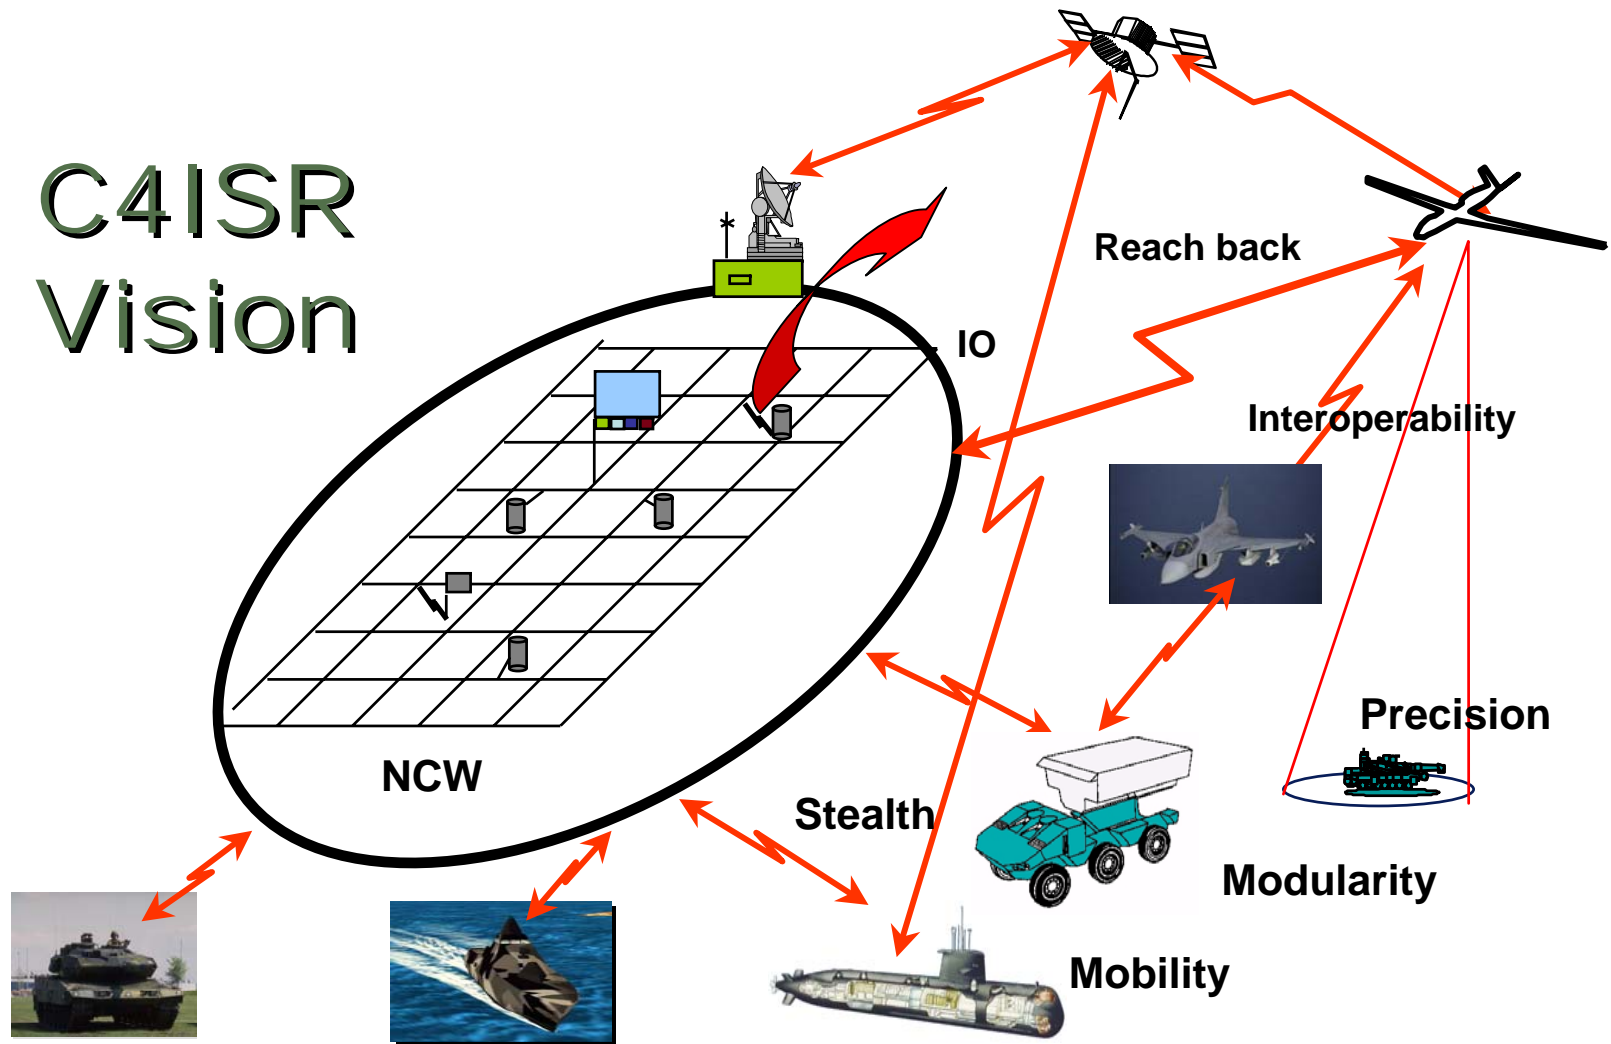 C4ISR
Vision
Reach back
IO
Interoperability
Precision
NCW
Stealth
Modularity
Mobility